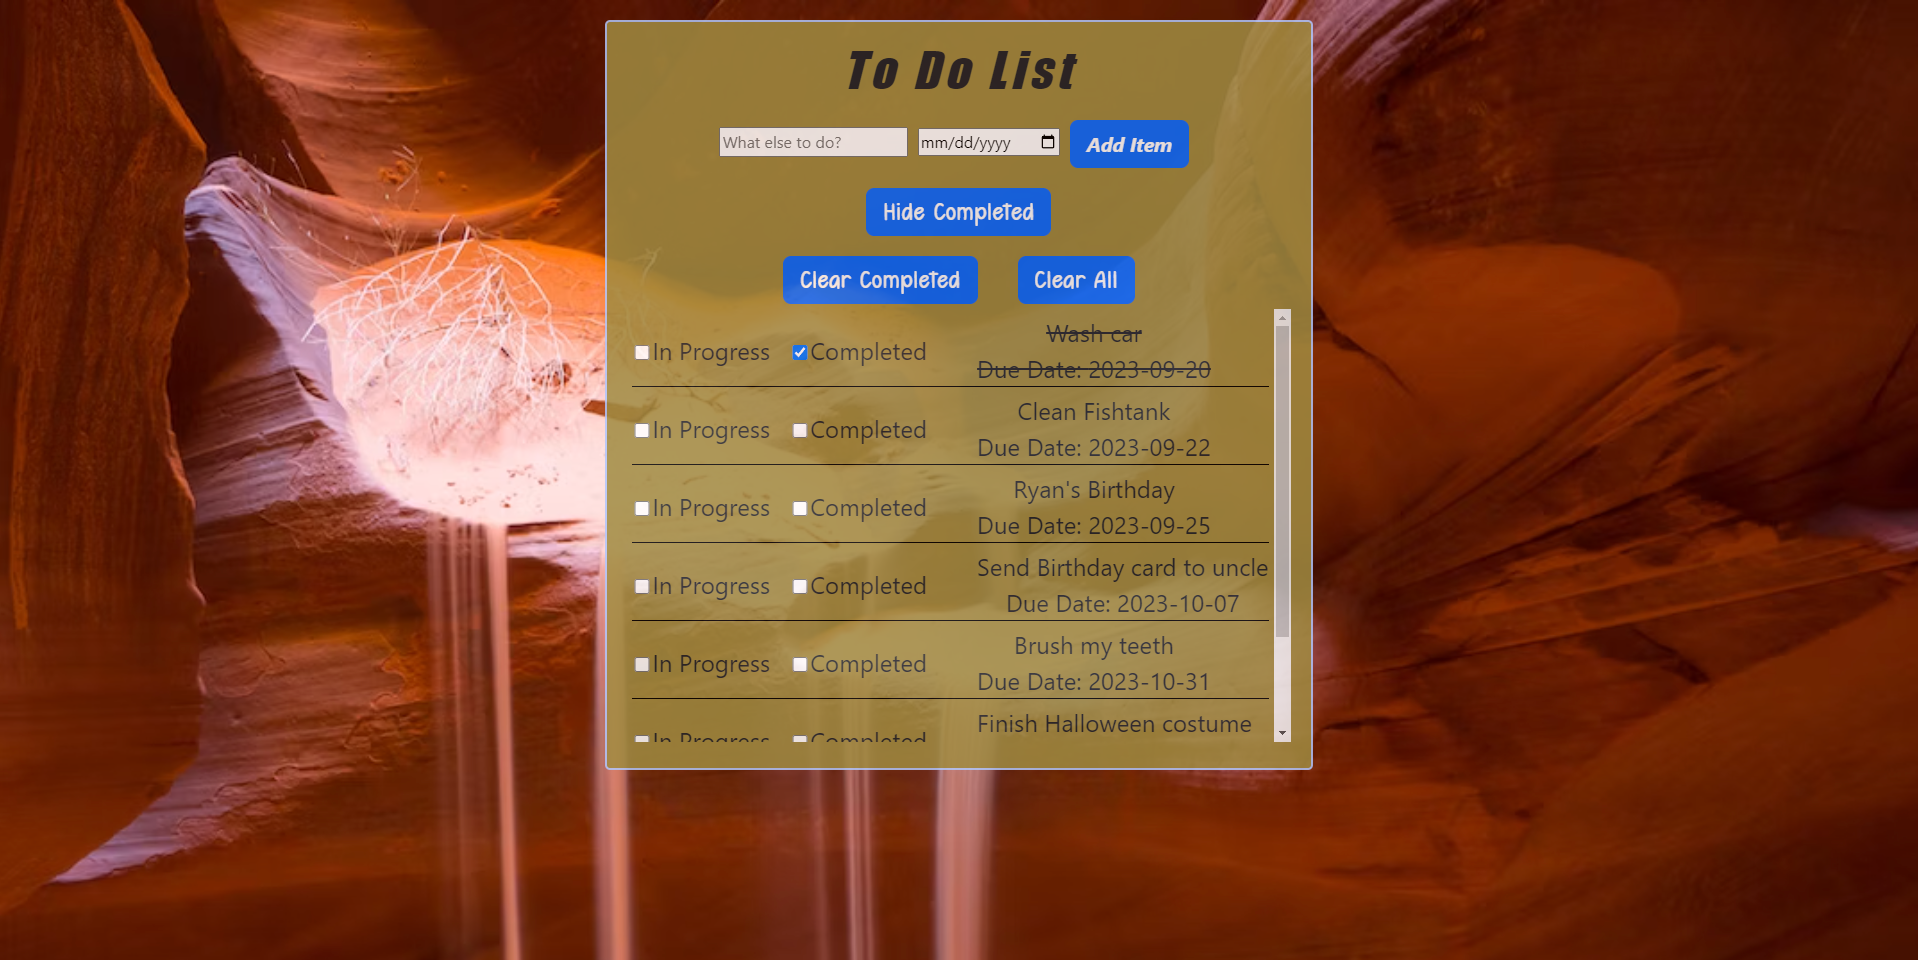 To Do List
What else to do? mm/dd/yyyy Add Item
Hide Completed
Clear Completed Clear All
Wash car
In Progress Completed
Due Date: 2023-09-20
Clean Fishtank
In Progress Completed
Due Date: 2023-09-22
Ryan's Birthday
In Progress Completed
Due Date: 2023-09-25
Send Birthday card to uncle
In Progress Completed
Due Date: 2023-10-07
Brush my teeth
In Progress Completed
Due Date: 2023-10-31
Finish Halloween costume
In Progress Completed